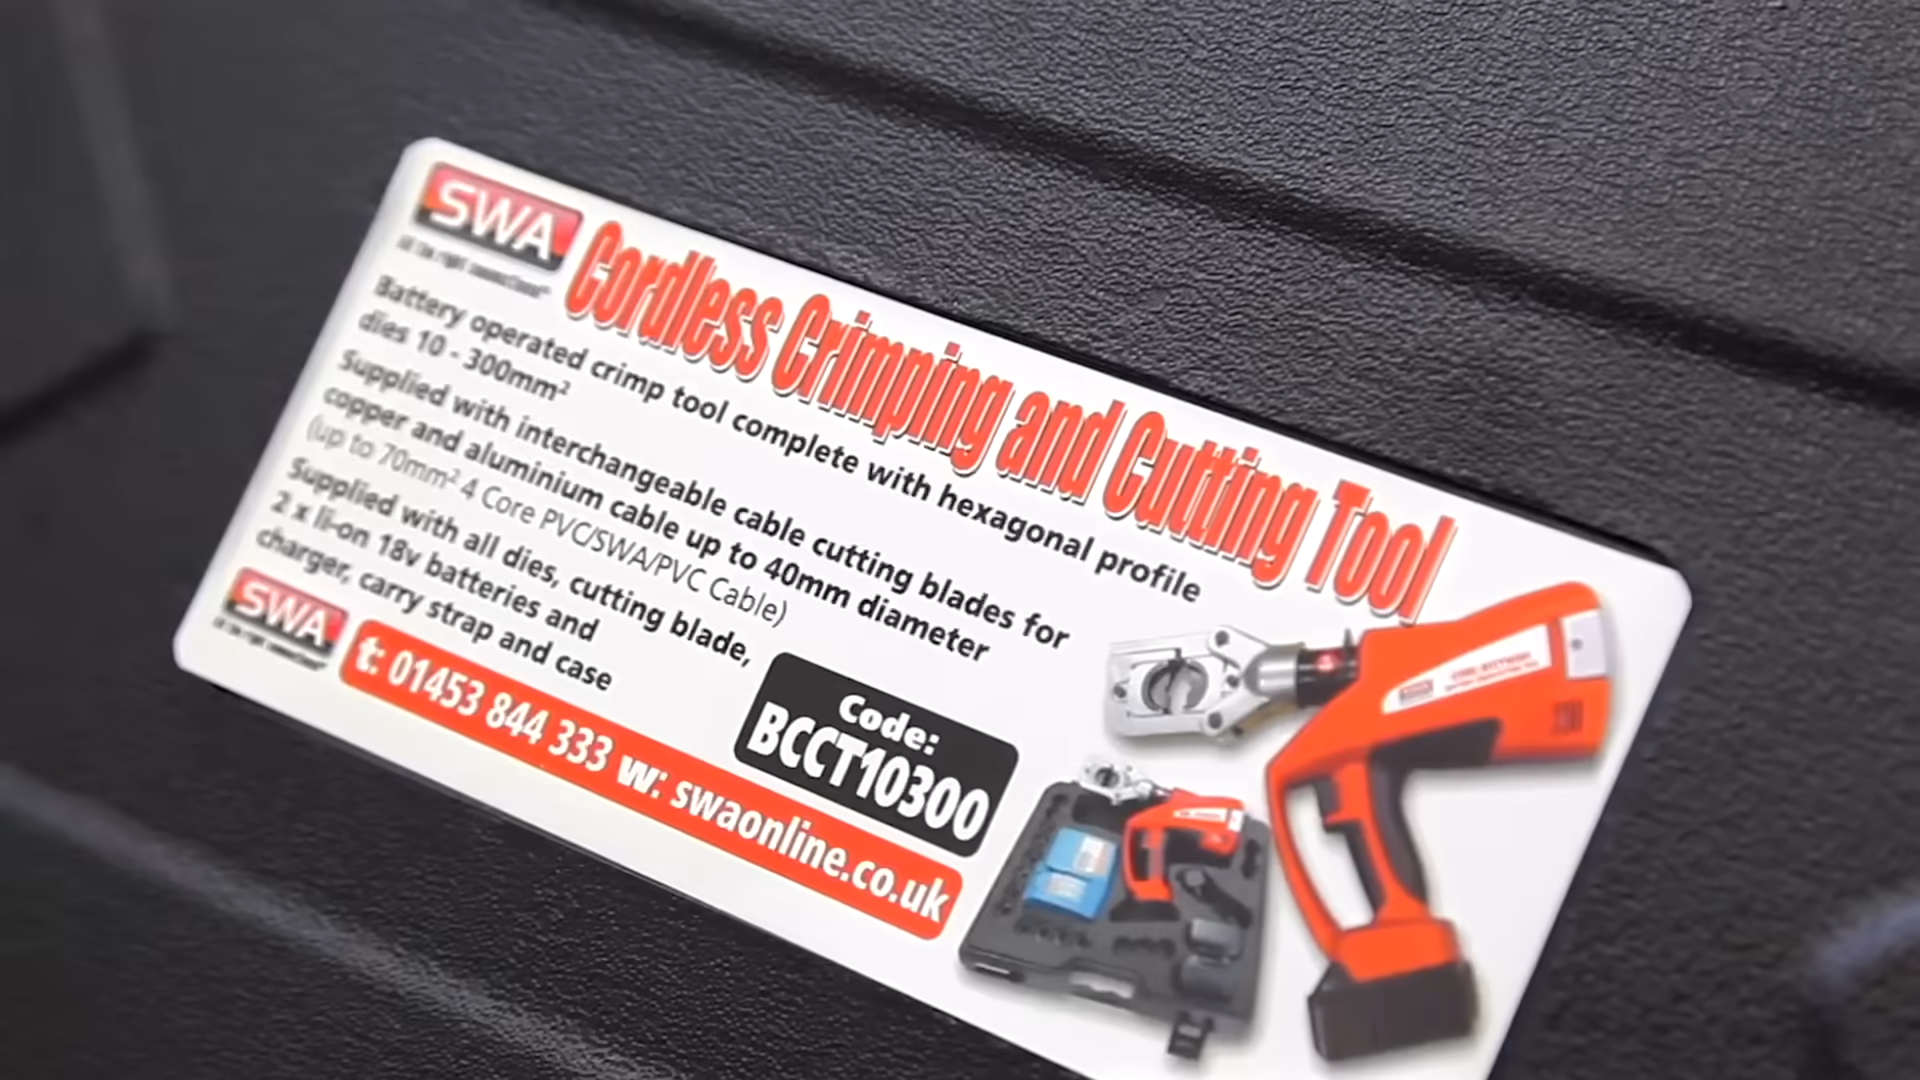 SWA
Cordless Crimping and Cutting Tool
Battery operated crimp tool complete with hexagonal profile
dies 10 - 300mm²
Supplied with interchangeable cable cutting blades for
copper and aluminium cable up to 40mm diameter
(up to 70mm² 4 Core PVC/SWA/PVC Cable)
Supplied with all dies, cutting blade,
2 x li-on 18v batteries and
charger, carry strap and case
SWA
t: 01453 844 333 w: swaonline.co.uk
Code:
BCCT10300